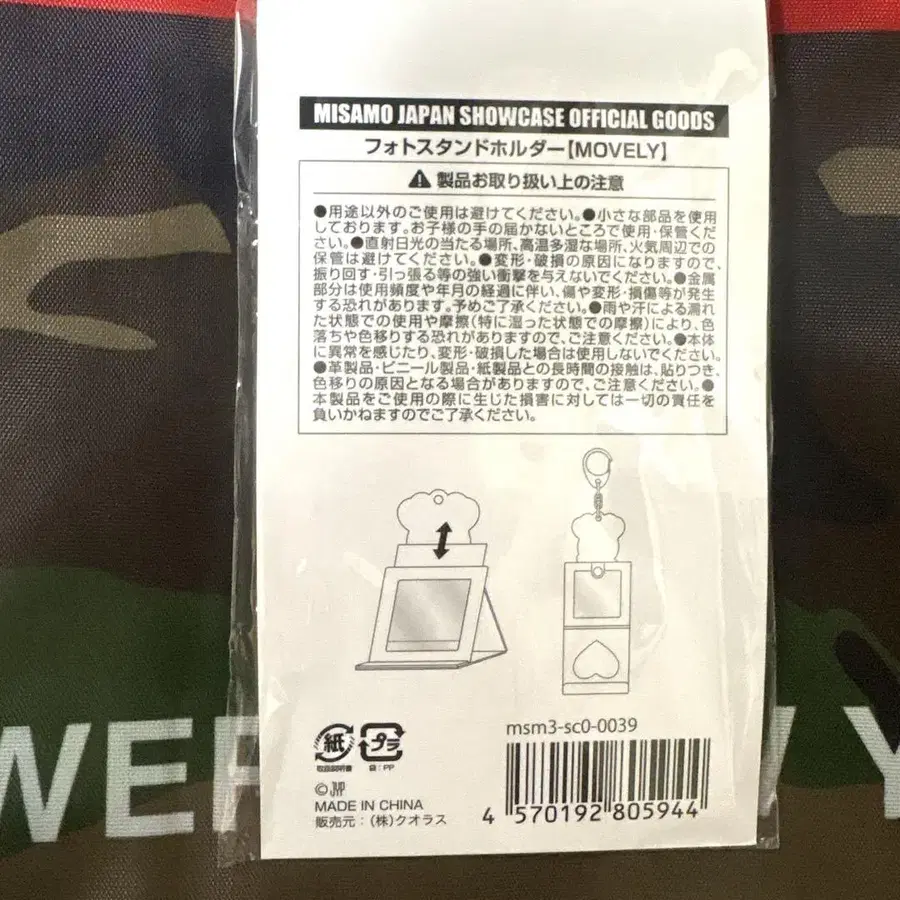 MISAMO JAPAN SHOWCASE OFFICIAL GOODS
フォトスタンドホルダー【MOVELY】
製品お取り扱い上の注意
●用途以外のご使用は避けてください。●小さな部品を使用
しております。お子様の手の届かないところで使用・保管くだ
さい。●直射日光の当たる場所、高温多湿な場所、火気周辺での
保管は避けてください。●変形・破損の原因になりますので、
振り回す・引っ張る等の強い衝撃を与えないでください。●金属
部分は使用頻度や年月の経過に伴い、傷や変形・損傷等が発生
する恐れがあります。予めご了承ください。●雨や汗による濡れ
た状態での使用や摩擦(特に湿った状態での摩擦)により、色
落ちや色移りする恐れがありますので、ご注意ください。●本体
に異常を感じたり、変形・破損した場合は使用しないでください。
●革製品・ビニール製品・紙製品との長時間の接触は、貼りつき、
色移りの原因となる場合がありますので、ご注意ください。●
本製品をご使用の際に生じた損害に対しては一切の責任を
負いかねますのでご了承ください。
msm3-sc0-0039
紙 プラ
取扱説明書 袋:PP
©JYP
MADE IN CHINA
販売元:(株)クオラス
4 570192 805944
WER
Y